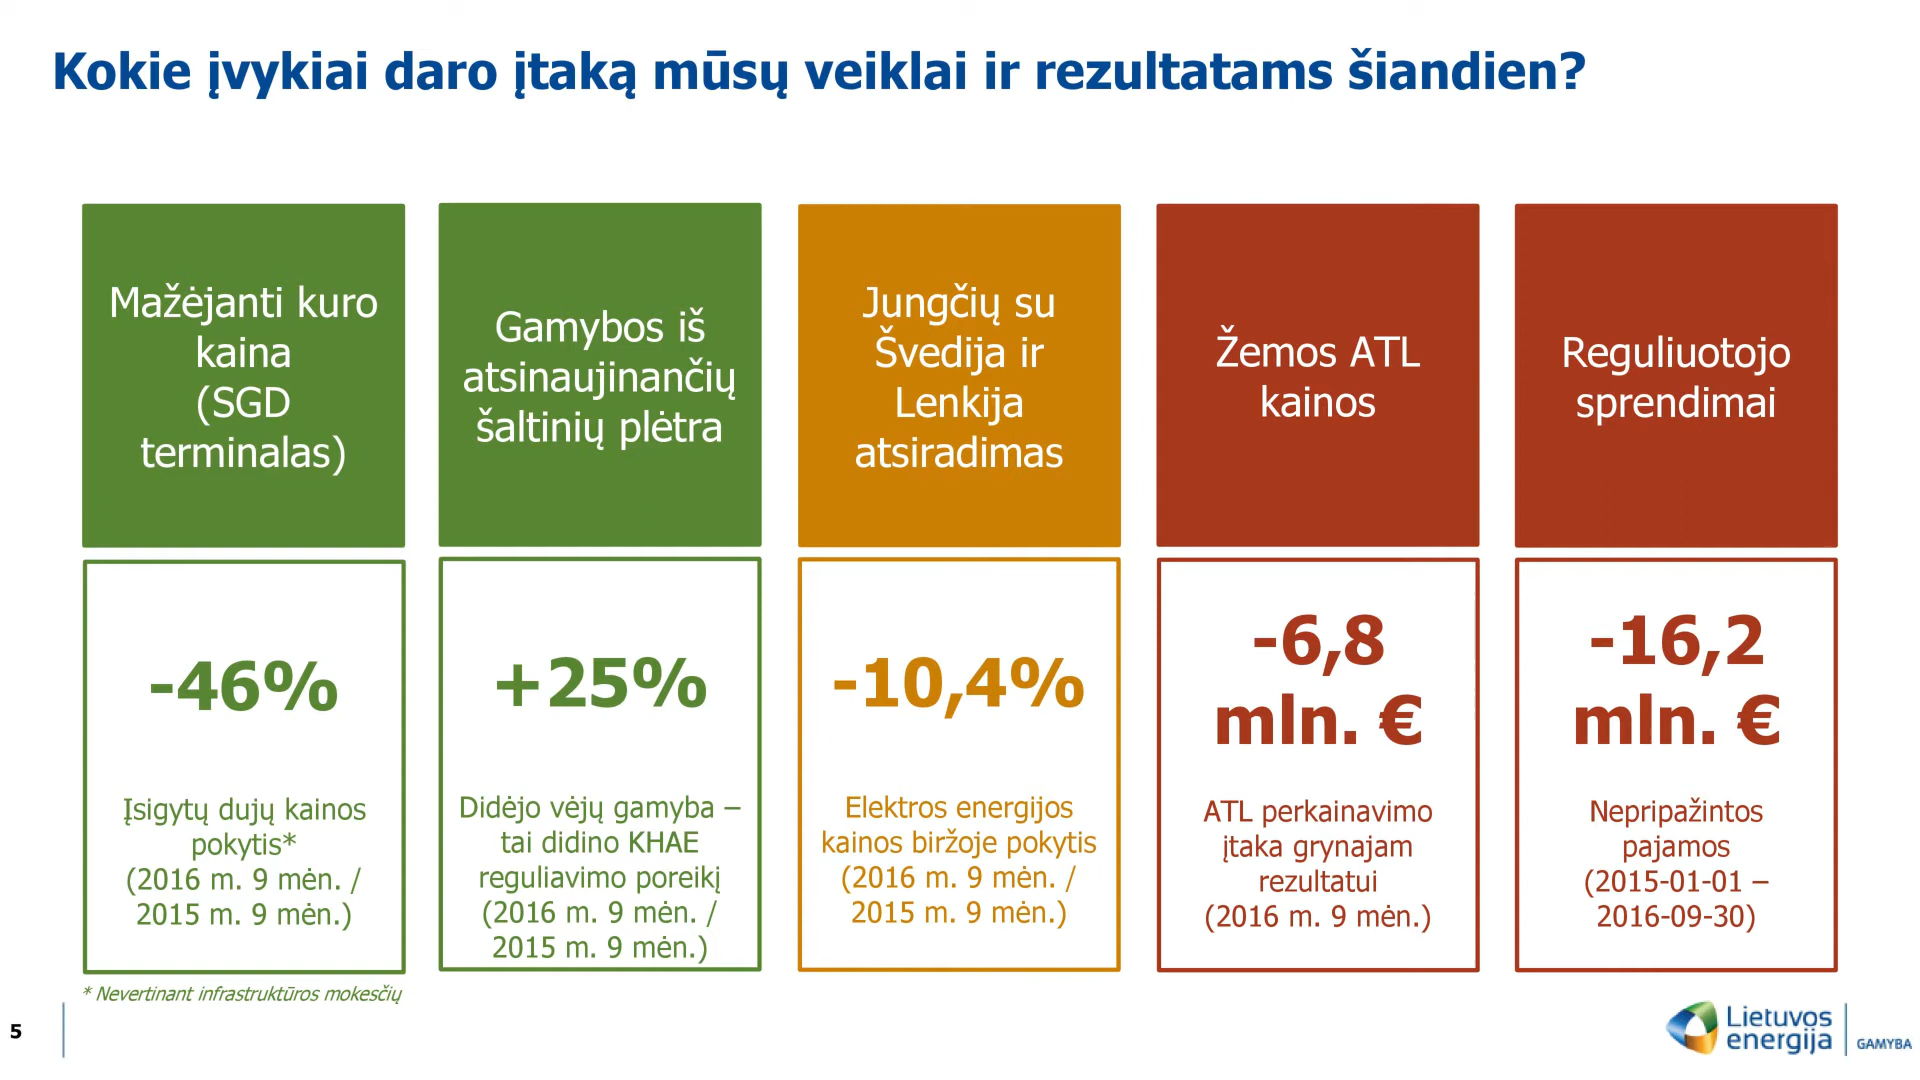 Kokie įvykiai daro įtaką mūsų veiklai ir rezultatams šiandien?
Mažėjanti kuro
kaina
(SGD
terminalas)
Gamybos iš
atsinaujinančių
šaltinių plėtra
Jungčių su
Švedija ir
Lenkija
atsiradimas
Žemos ATL
kainos
Reguliuotojo
sprendimai
-46%
Įsigytų dujų kainos
pokytis*
(2016 m. 9 mėn. /
2015 m. 9 mėn.)
+25%
Didėjo vėjų gamyba –
tai didino KHAE
reguliavimo poreikį
(2016 m. 9 mėn. /
2015 m. 9 mėn.)
-10,4%
Elektros energijos
kainos biržoje pokytis
(2016 m. 9 mėn. /
2015 m. 9 mėn.)
-6,8
mln. €
ATL perkainavimo
įtaka grynajam
rezultatui
(2016 m. 9 mėn.)
-16,2
mln. €
Nepripažintos
pajamos
(2015-01-01 –
2016-09-30)
* Nevertinant infrastruktūros mokesčių
5
Lietuvos
energija
GAMYBA